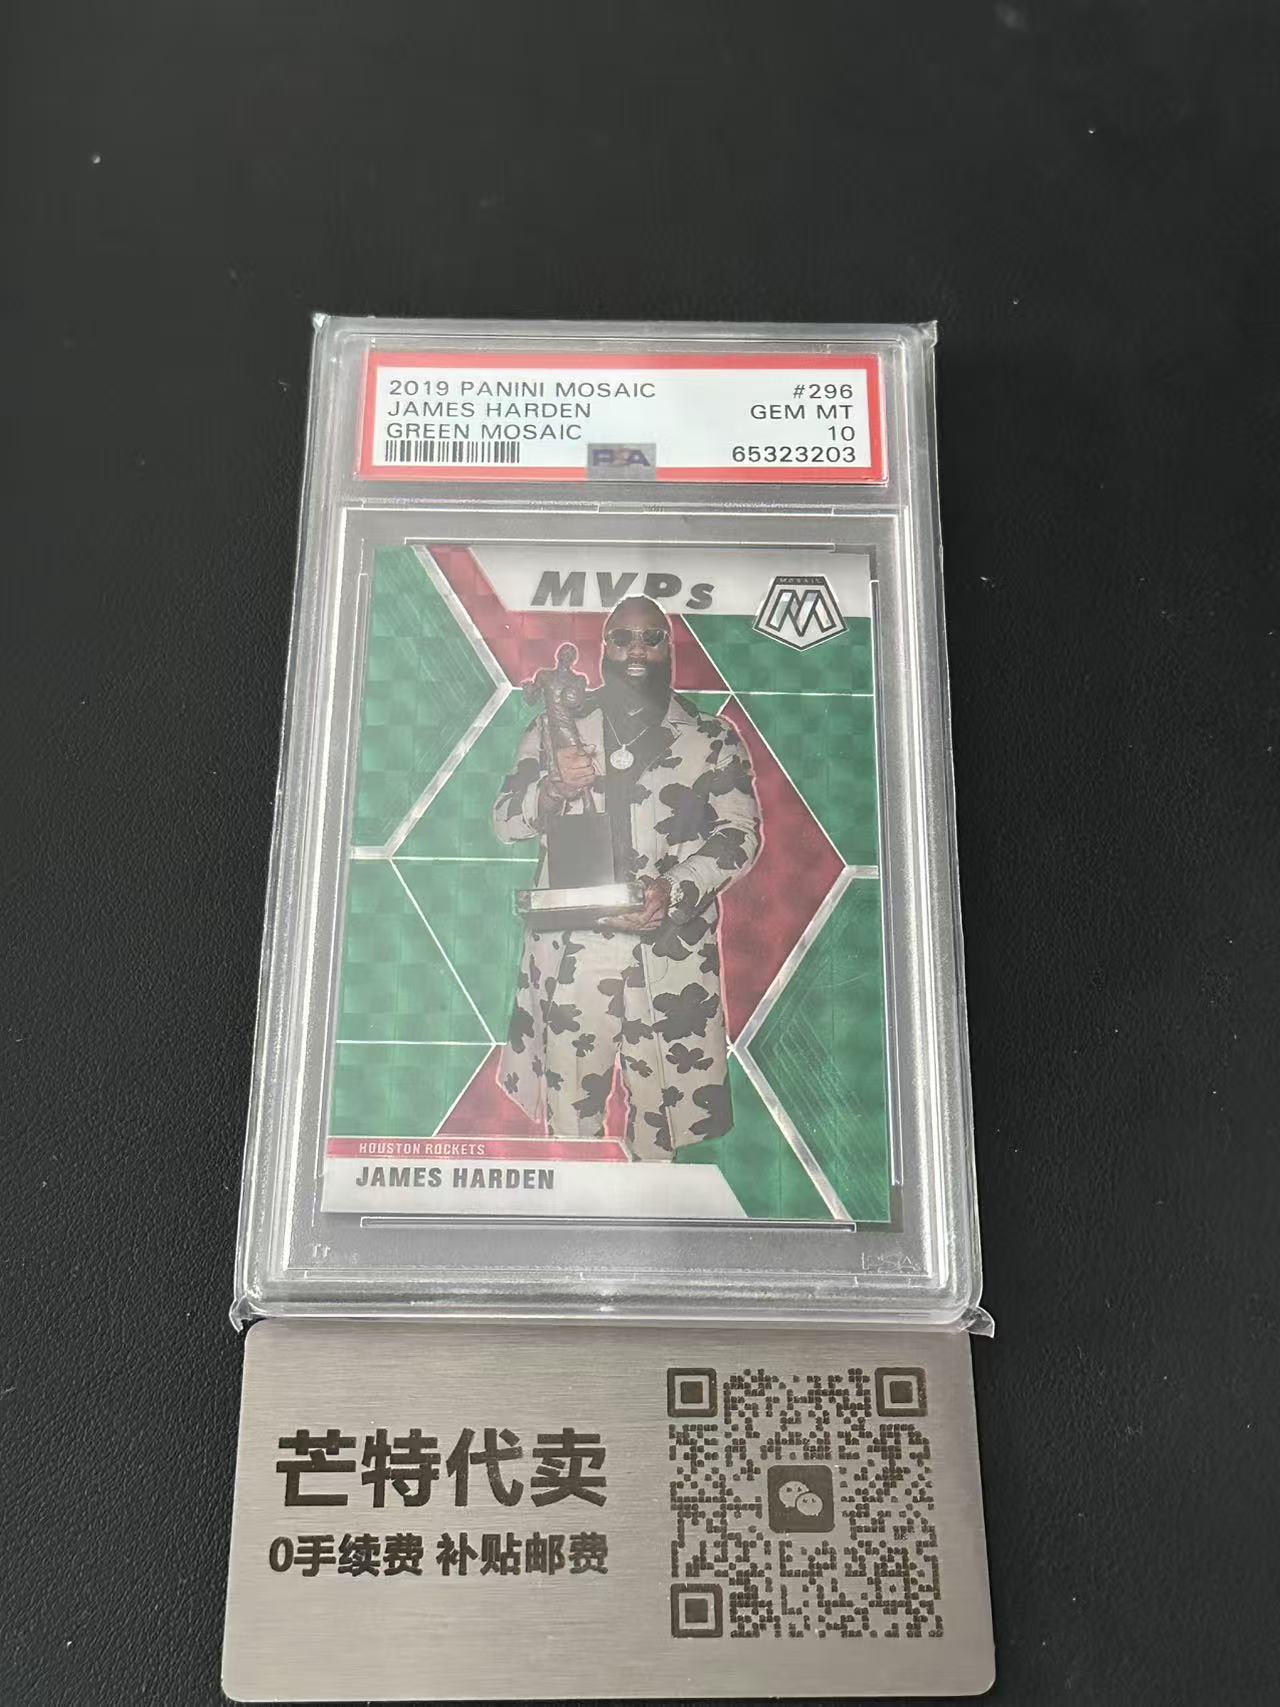 2019 PANINI MOSAIC #296
JAMES HARDEN GEM MT
GREEN MOSAIC 10
PSA 65323203
MVPs
MOSAIC
HOUSTON ROCKETS
JAMES HARDEN
PSA
芒特代卖
0手续费 补贴邮费